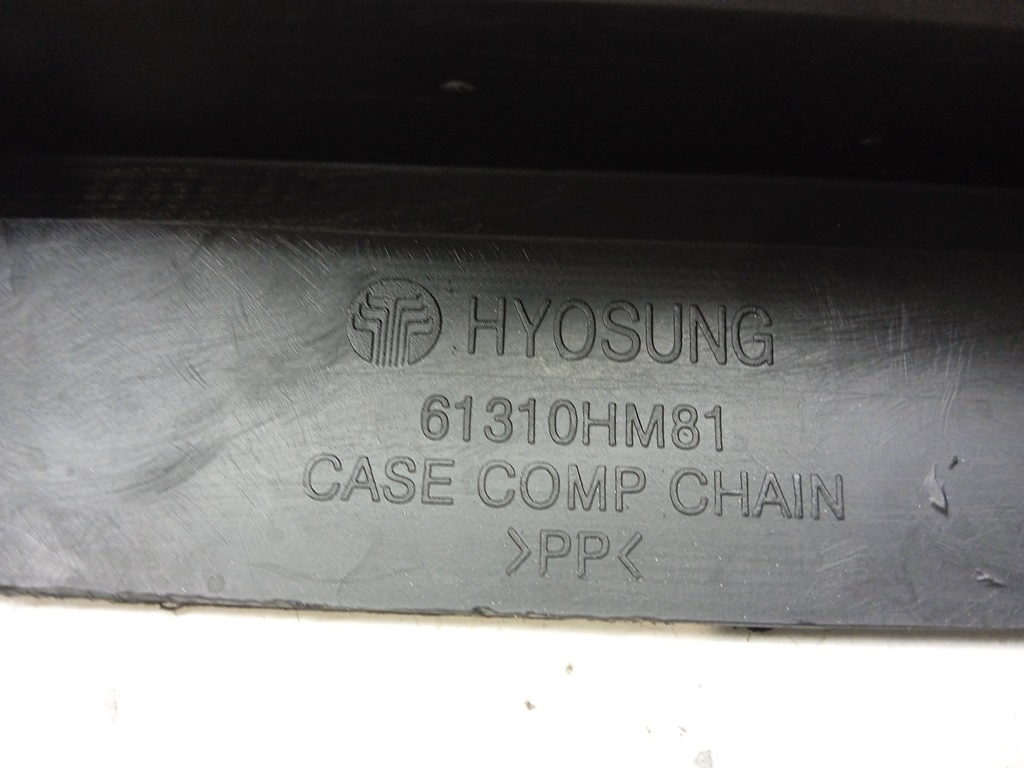 HYOSUNG
61310HM81
CASE COMP CHAIN
>PP<